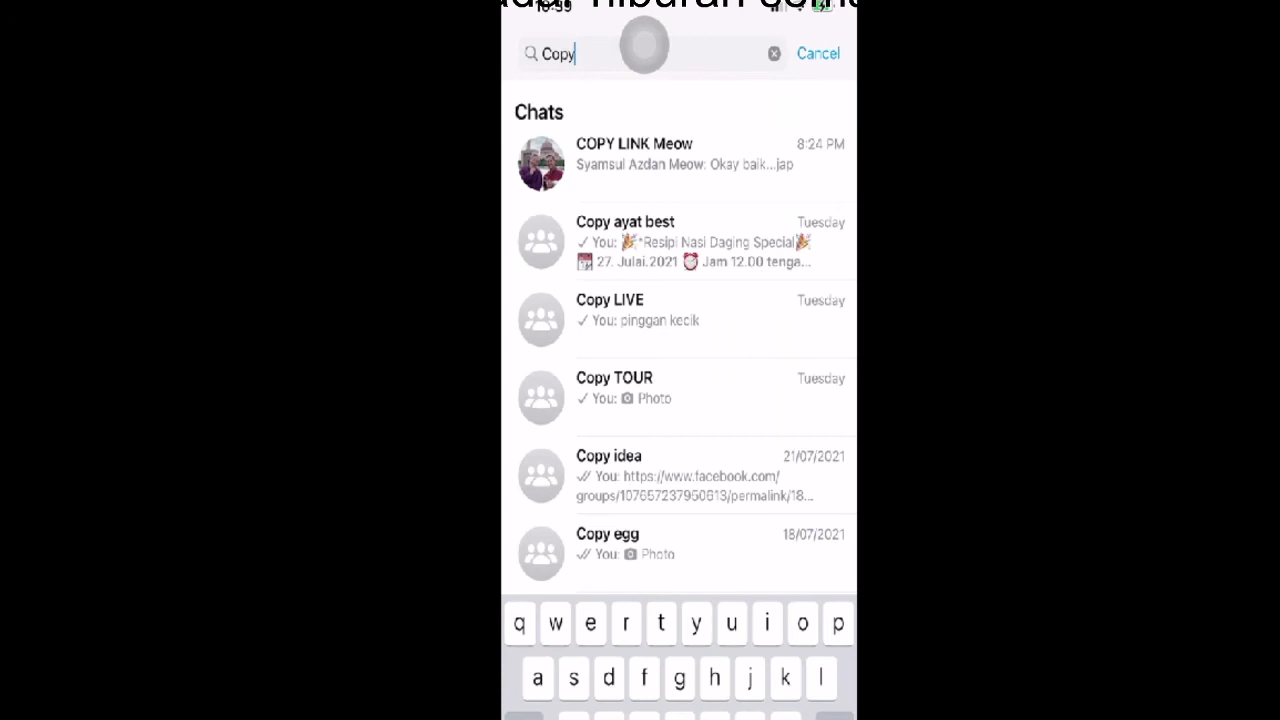 hiburan
Copy
Cancel
Chats
COPY LINK Meow 8:24 PM
Syamsul Azdan Meow: Okay baik...jap
Copy ayat best Tuesday
✓ You: 🎉*Resipi Nasi Daging Special🎉
📅 27. Julai.2021 ⏰ Jam 12.00 tenga...
Copy LIVE Tuesday
✓ You: pinggan kecik
Copy TOUR Tuesday
✓ You: 📷 Photo
Copy idea 21/07/2021
✓✓ You: https://www.facebook.com/
groups/107657237950613/permalink/18...
Copy egg 18/07/2021
✓✓ You: 📷 Photo
q w e r t y u i o p
a s d f g h j k l